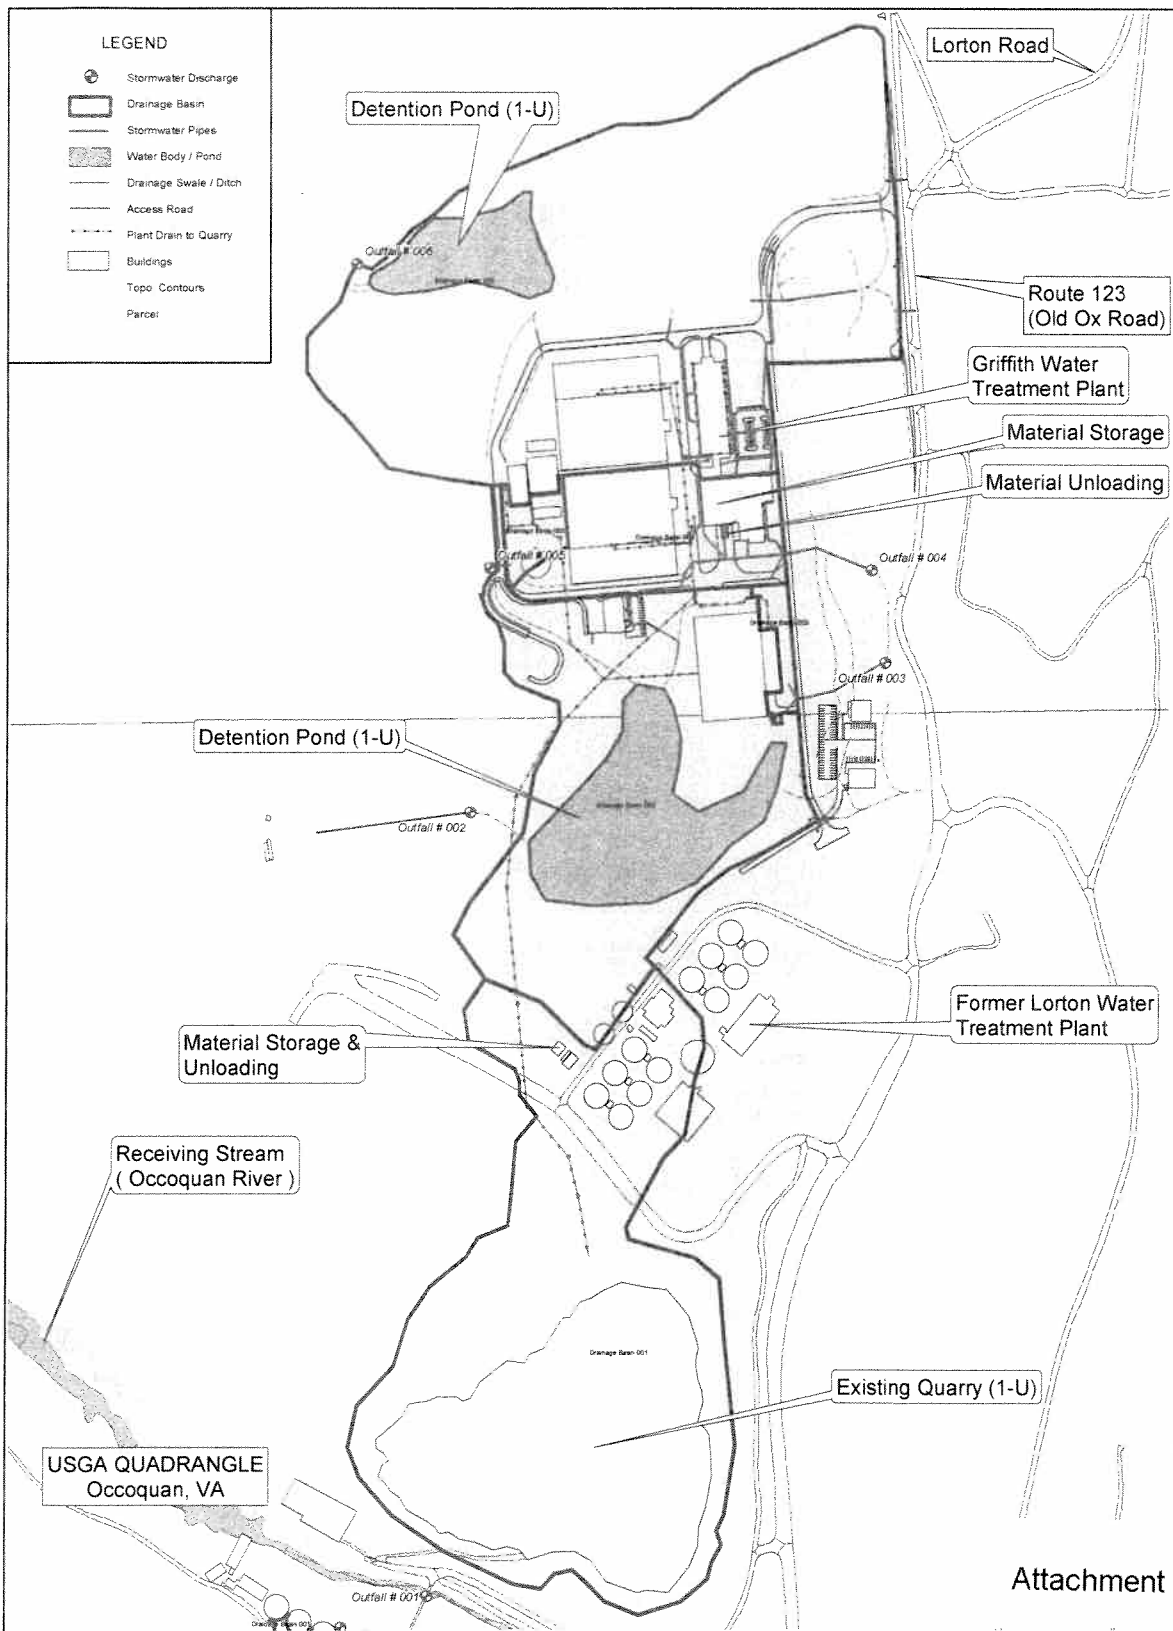 LEGEND
Stormwater Discharge
Drainage Basin
Stormwater Pipes
Water Body / Pond
Drainage Swale / Ditch
Access Road
Plant Drain to Quarry
Buildings
Topo Contours
Parcel
Lorton Road
Detention Pond (1-U)
Outfall # 006
Route 123
(Old Ox Road)
Griffith Water
Treatment Plant
Material Storage
Material Unloading
Outfall # 005
Outfall # 004
Outfall # 003
Detention Pond (1-U)
Outfall # 002
Former Lorton Water
Treatment Plant
Material Storage &
Unloading
Receiving Stream
( Occoquan River )
Drainage Basin 001
Existing Quarry (1-U)
USGA QUADRANGLE
Occoquan, VA
Attachment
Outfall # 001